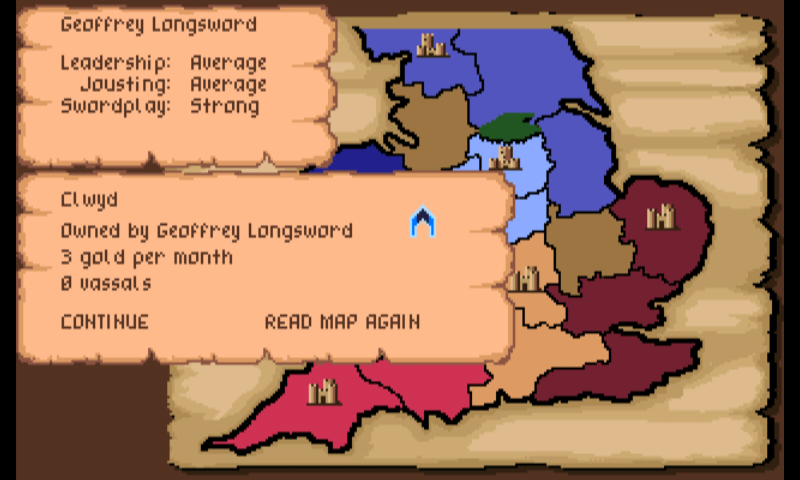 Geoffrey Longsword
Leadership: Average
Jousting: Average
Swordplay: Strong
Clwyd
Owned by Geoffrey Longsword
3 gold per month
0 vassals
CONTINUE READ MAP AGAIN